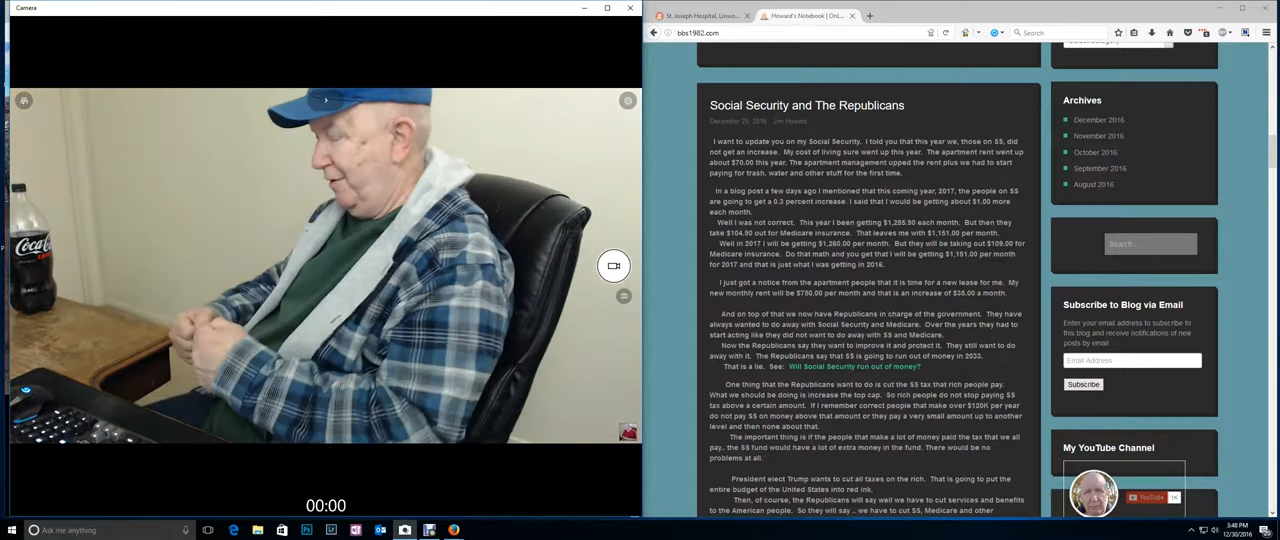 Camera
St. Joseph Hospital, Linwo...
Howard's Notebook | OnL...
bbs1982.com
Search
Social Security and The Republicans
December 29, 2016 Jim Howard
I want to update you on my Social Security. I told you that this year we, those on SS, did
not get an increase. My cost of living sure went up this year. The apartment rent went up
about $70.00 this year. The apartment management upped the rent plus we had to start
paying for trash, water and other stuff for the first time.
In a blog post a few days ago I mentioned that this coming year, 2017, the people on SS
are going to get a 0.3 percent increase. I said that I would be getting about $1.00 more
each month.
Well I was not correct. This year I been getting $1,255.90 each month. But then they
take $104.90 out for Medicare insurance. That leaves me with $1,151.00 per month.
Well in 2017 I will be getting $1,260.00 per month. But they will be taking out $109.00 for
Medicare insurance. Do that math and you get that I will be getting $1,151.00 per month
for 2017 and that is just what I was getting in 2016.
I just got a notice from the apartment people that it is time for a new lease for me. My
new monthly rent will be $750.00 per month and that is an increase of $35.00 a month.
And on top of that we now have Republicans in charge of the government. They have
always wanted to do away with Social Security and Medicare. Over the years they had to
start acting like they did not want to do away with SS and Medicare.
Now the Republicans say they want to improve it and protect it. They still want to do
away with it. The Republicans say that SS is going to run out of money in 2033.
That is a lie. See: Will Social Security run out of money?
One thing that the Republicans want to do is cut the SS tax that rich people pay.
What we should be doing is increase the top cap. So rich people do not stop paying SS
tax above a certain amount. If I remember correct people that make over $120K per year
do not pay SS on money above that amount or they pay a very small amount up to another
level and then none about that.
The important thing is if the people that make a lot of money paid the tax that we all
pay.. the SS fund would have a lot of extra money in the fund. There would be no
problems at all.
President elect Trump wants to cut all taxes on the rich. That is going to put the
entire budget of the United States into red ink.
Then, of course, the Republicans will say well we have to cut services and benefits
to the American people. So they will say .. we have to cut SS, Medicare and other
Archives
December 2016
November 2016
October 2016
September 2016
August 2016
Search ...
Subscribe to Blog via Email
Enter your email address to subscribe to
this blog and receive notifications of new
posts by email
Email Address
Subscribe
My YouTube Channel
YouTube 1K
Coca-Cola
00:00
Ask me anything
3:48 PM
12/30/2016